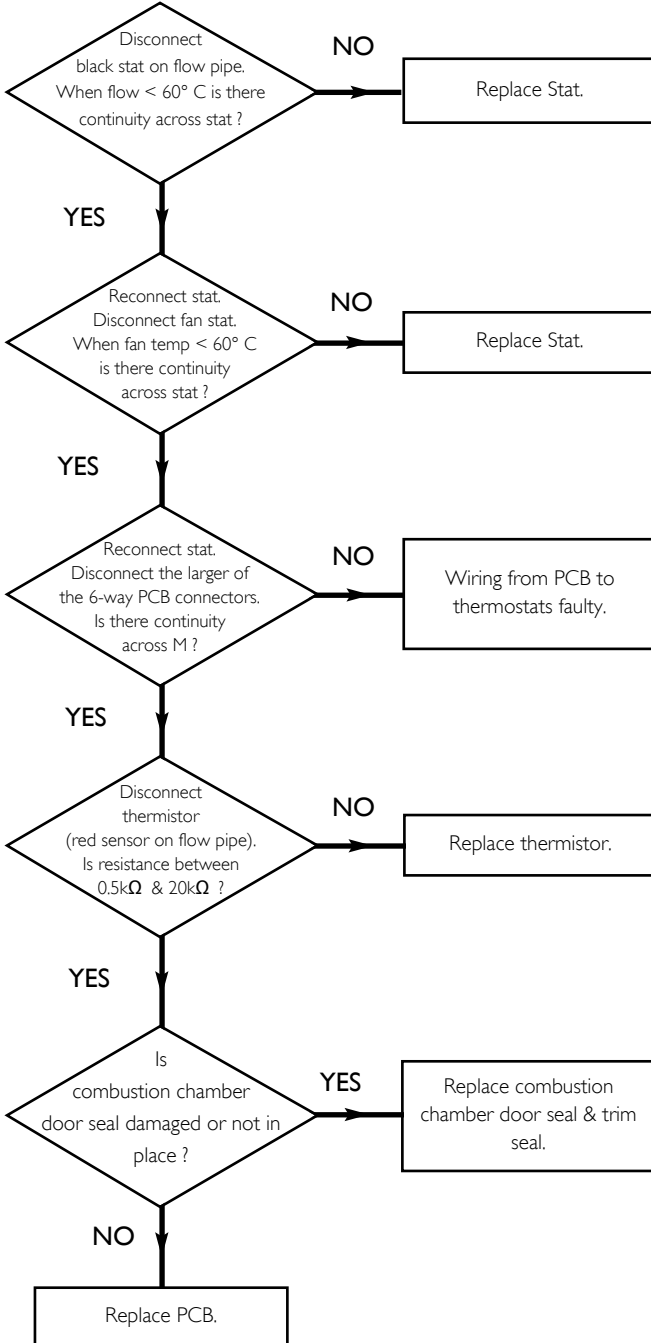 Disconnect
black stat on flow pipe.
When flow < 60° C is there
continuity across stat ?
NO
Replace Stat.
YES
Reconnect stat.
Disconnect fan stat.
When fan temp < 60° C
is there continuity
across stat ?
NO
Replace Stat.
YES
Reconnect stat.
Disconnect the larger of
the 6-way PCB connectors.
Is there continuity
across M ?
NO
Wiring from PCB to
thermostats faulty.
YES
Disconnect
thermistor
(red sensor on flow pipe).
Is resistance between
0.5kΩ & 20kΩ ?
NO
Replace thermistor.
YES
Is
combustion chamber
door seal damaged or not in
place ?
YES
Replace combustion
chamber door seal & trim
seal.
NO
Replace PCB.